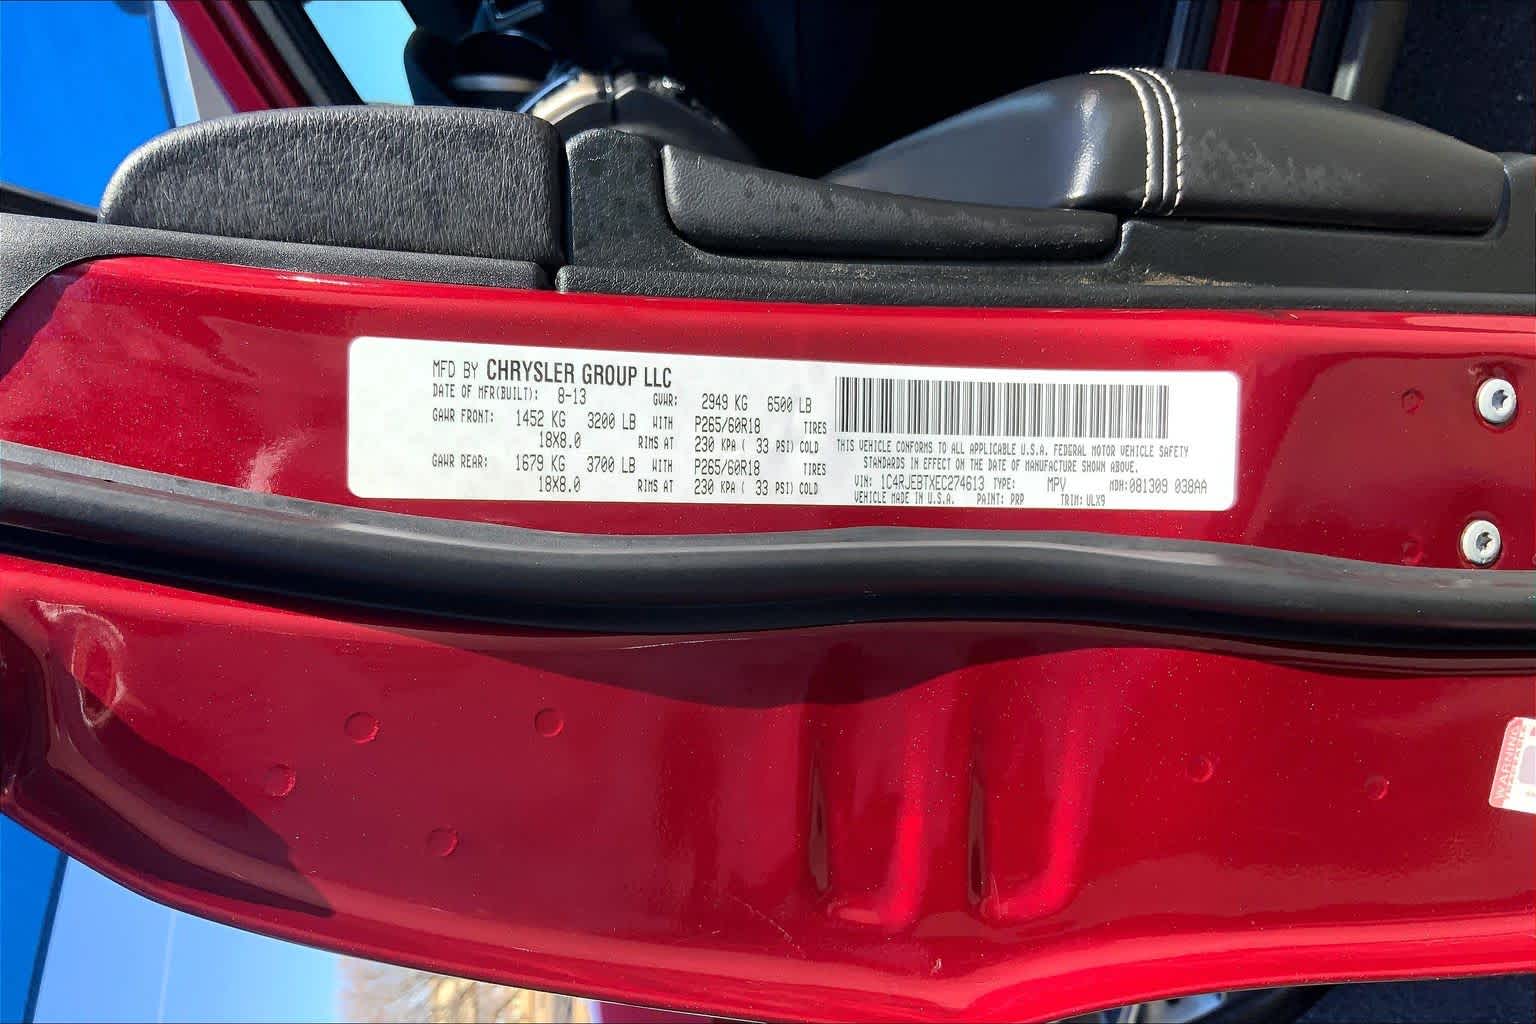 MFD BY CHRYSLER GROUP LLC
DATE OF MFR(BUILT): 8-13 GVWR: 2949 KG 6500 LB
GAWR FRONT: 1452 KG 3200 LB WITH P265/60R18 TIRES
18X8.0 RIMS AT 230 KPA ( 33 PSI) COLD
GAWR REAR: 1679 KG 3700 LB WITH P265/60R18 TIRES
18X8.0 RIMS AT 230 KPA ( 33 PSI) COLD
THIS VEHICLE CONFORMS TO ALL APPLICABLE U.S.A. FEDERAL MOTOR VEHICLE SAFETY
STANDARDS IN EFFECT ON THE DATE OF MANUFACTURE SHOWN ABOVE.
VIN: 1C4RJEBTXEC274613 TYPE: MPV MDH:081309 038AA
VEHICLE MADE IN U.S.A. PAINT: PRP TRIM: ULX9
WARNING